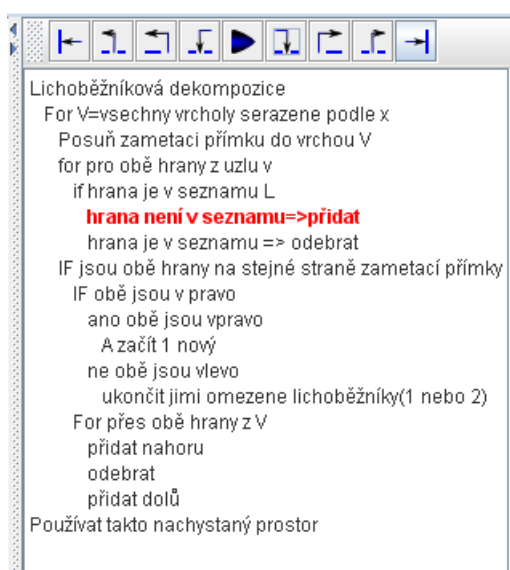 Lichoběžníková dekompozice
For V=vsechny vrcholy serazene podle x
Posuň zametaci přímku do vrchou V
for pro obě hrany z uzlu v
if hrana je v seznamu L
hrana není v seznamu=>přidat
hrana je v seznamu => odebrat
IF jsou obě hrany na stejné straně zametací přímky
IF obě jsou v pravo
ano obě jsou vpravo
A začít 1 nový
ne obě jsou vlevo
ukončit jimi omezene lichoběžníky(1 nebo 2)
For přes obě hrany z V
přidat nahoru
odebrat
přidat dolů
Používat takto nachystaný prostor